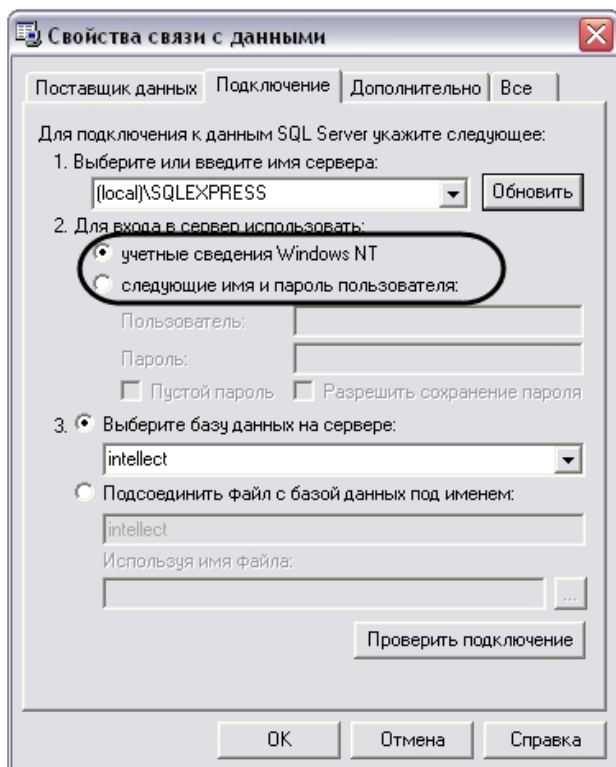 Свойства связи с данными
Поставщик данных Подключение Дополнительно Все
Для подключения к данным SQL Server укажите следующее:
1. Выберите или введите имя сервера:
(local)\SQLEXPRESS Обновить
2. Для входа в сервер использовать:
учетные сведения Windows NT
следующие имя и пароль пользователя:
Пользователь:
Пароль:
Пустой пароль Разрешить сохранение пароля
3. Выберите базу данных на сервере:
intellect
Подсоединить файл с базой данных под именем:
intellect
Используя имя файла:
...
Проверить подключение
OK Отмена Справка